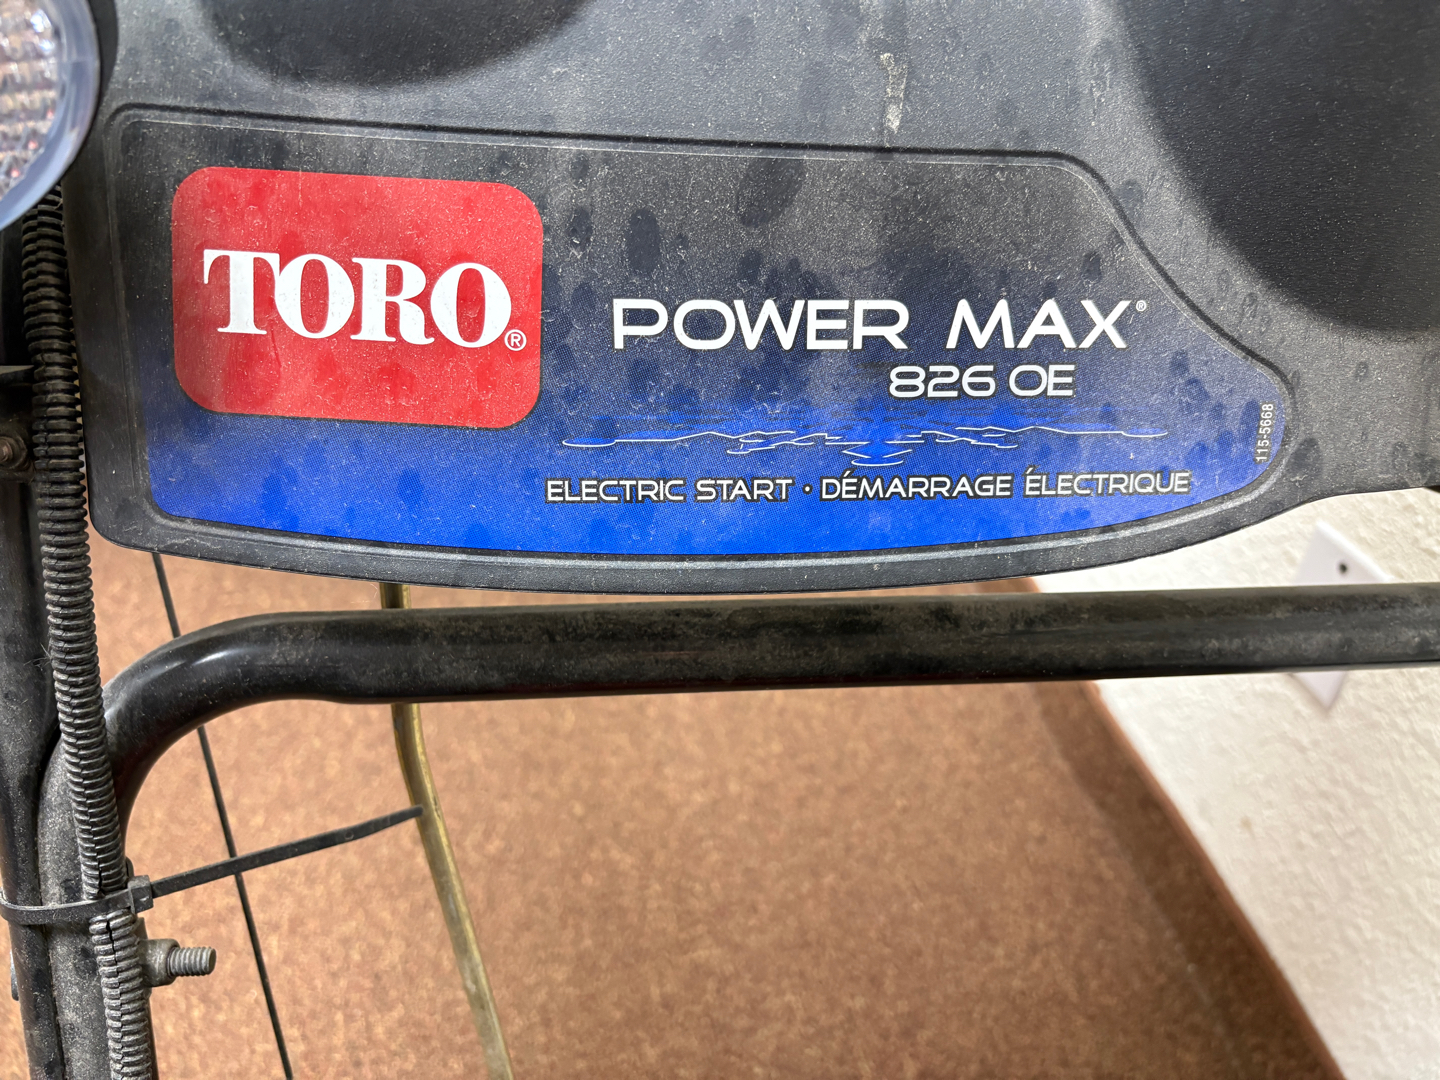 TORO®
POWER MAX®
826 OE
ELECTRIC START • DÉMARRAGE ÉLECTRIQUE
115-5668